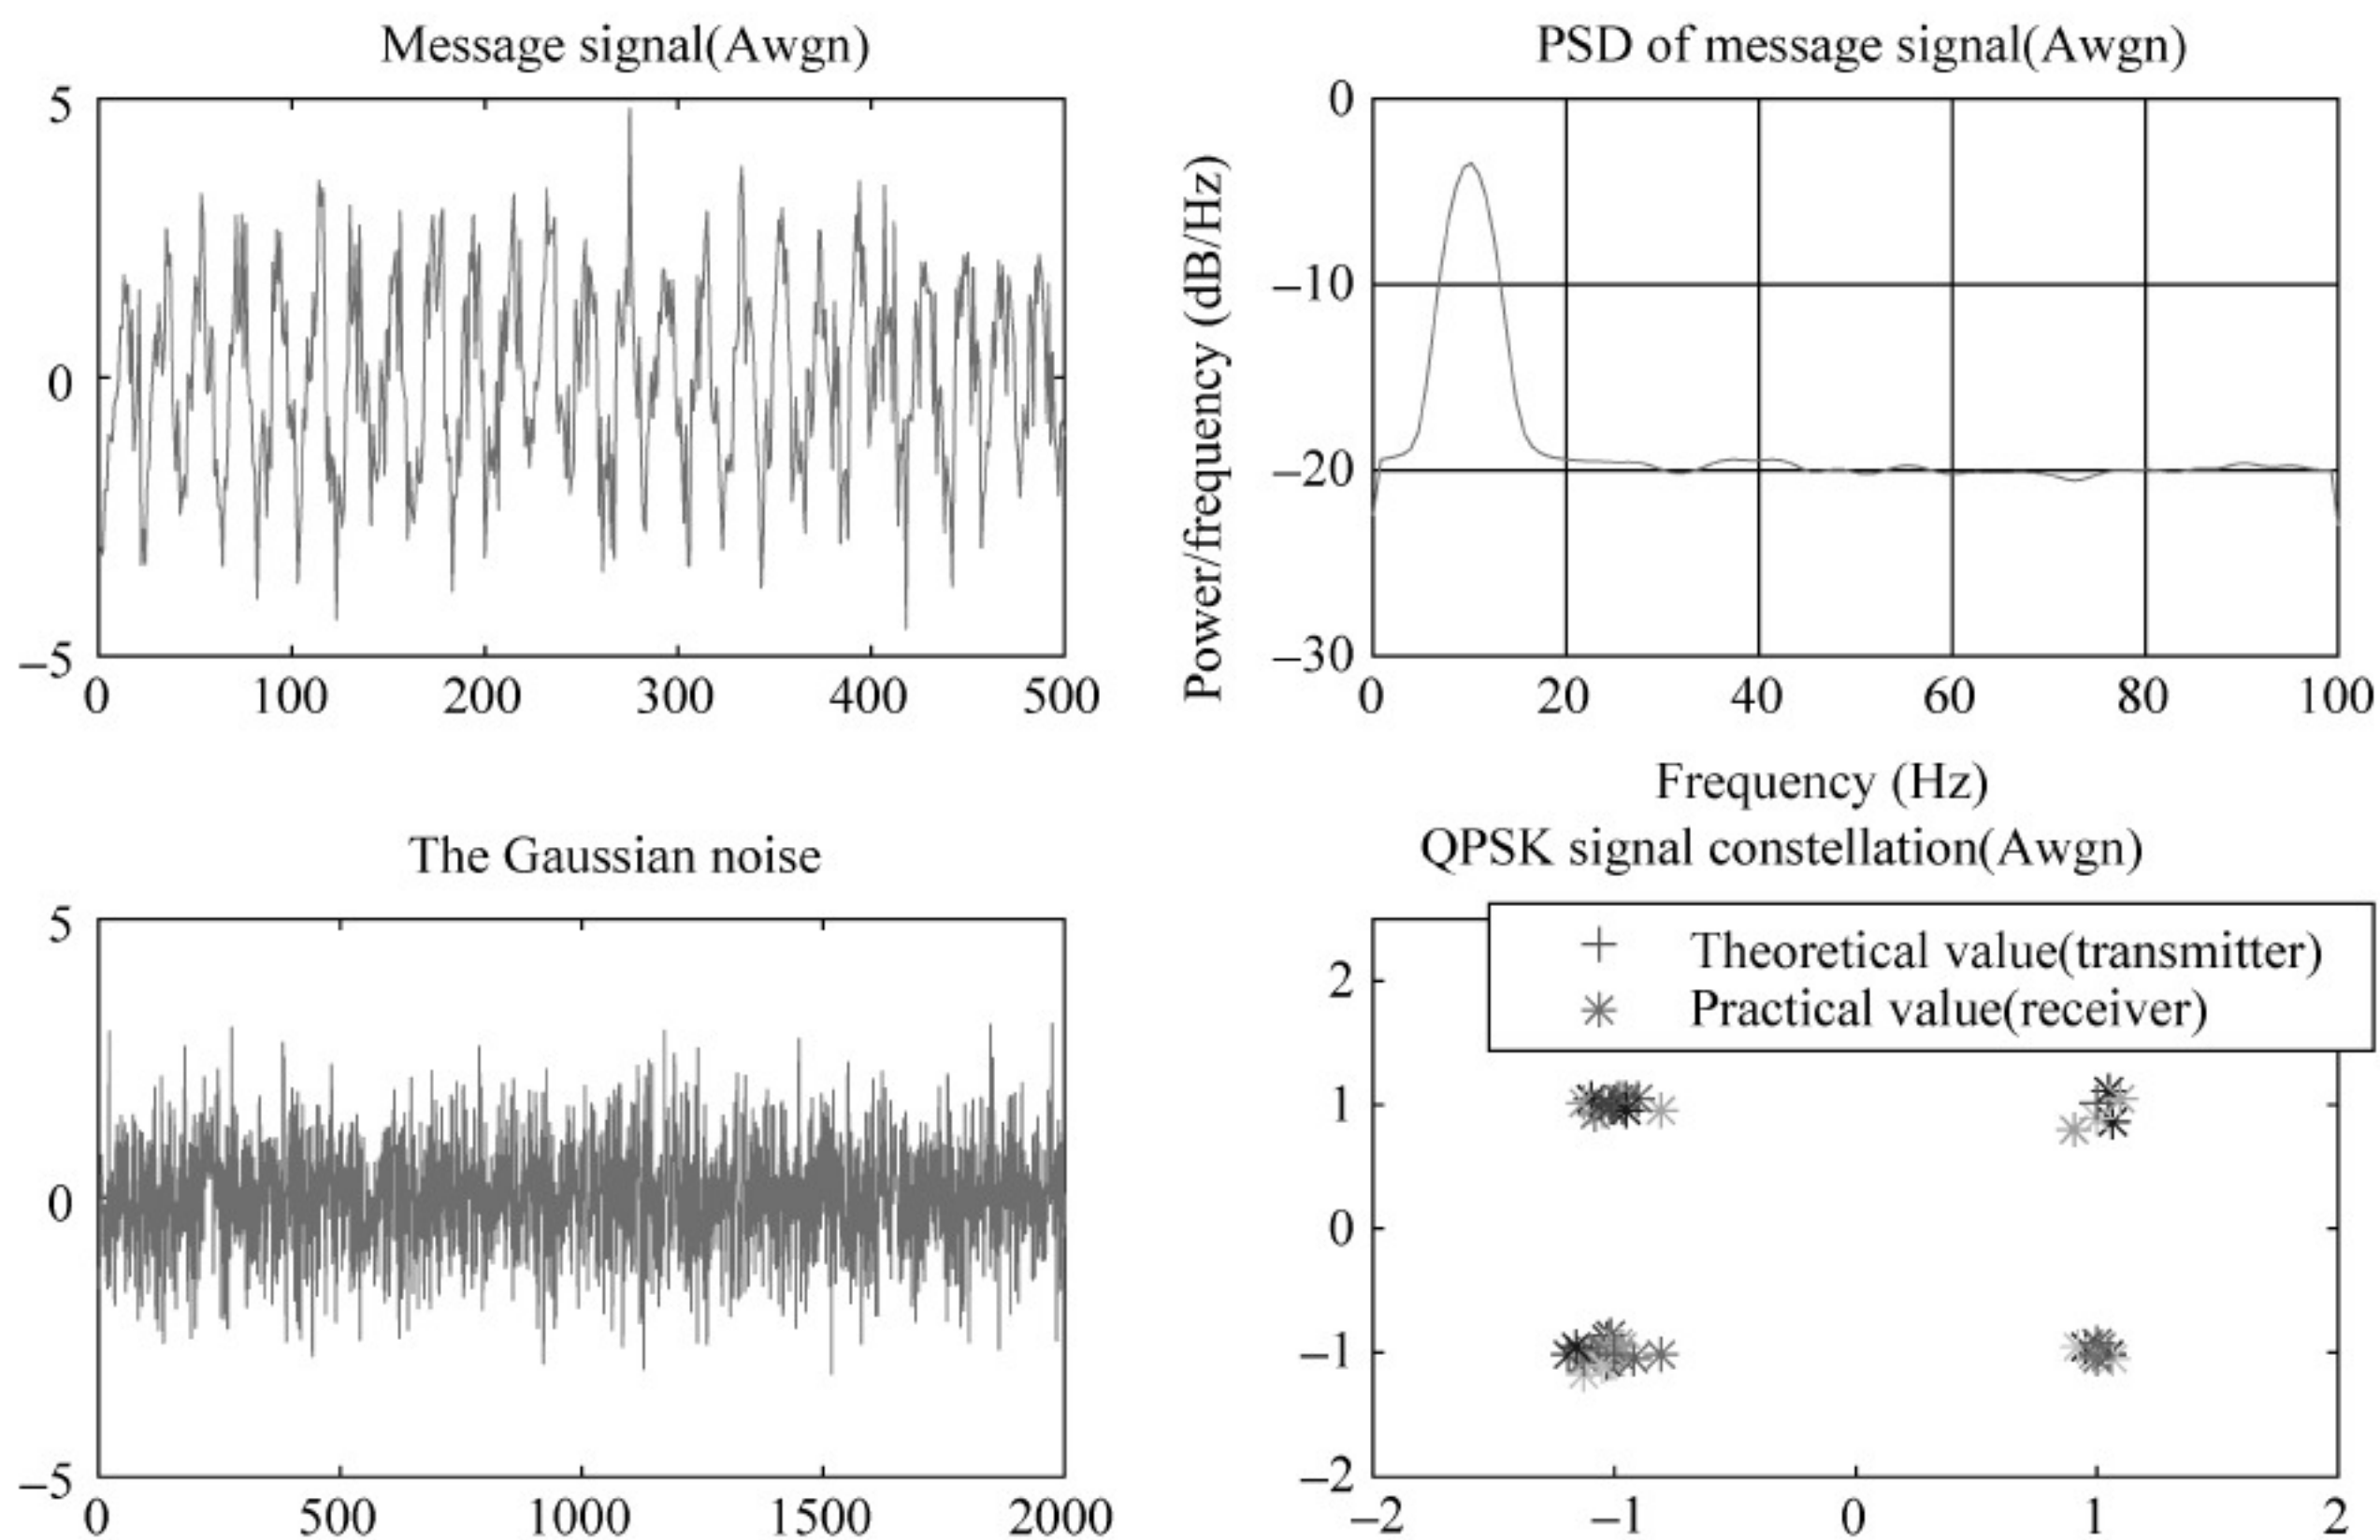 Message signal(Awgn)
5
0
−5
0 100 200 300 400 500
PSD of message signal(Awgn)
Power/frequency (dB/Hz)
0
−10
−20
−30
0 20 40 60 80 100
Frequency (Hz)
The Gaussian noise
5
0
−5
0 500 1000 1500 2000
QPSK signal constellation(Awgn)
Theoretical value(transmitter)
Practical value(receiver)
2
1
0
−1
−2
−2 −1 0 1 2